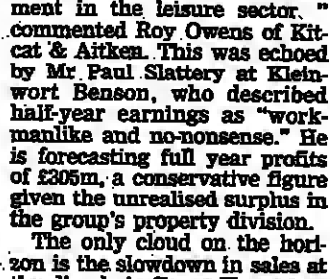 ment in the leisure sector, "
commented Roy Owens of Kit-
cat & Aitken. This was echoed
by Mr Paul Slattery at Klein-
wort Benson, who described
half-year earnings as "work-
manlike and no-nonsense." He
is forecasting full year profits
of £305m, a conservative figure
given the unrealised surplus in
the group's property division.
The only cloud on the hori-
zon is the slowdown in sales at